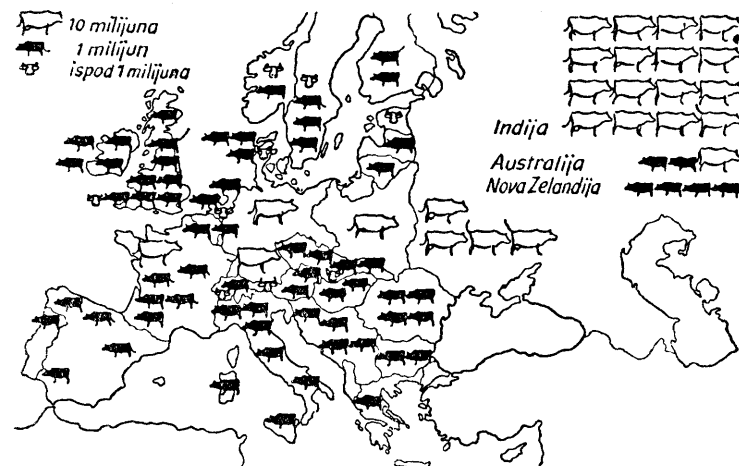 10 milijuna
1 milijun
ispod 1 milijuna
Indija
Australija
Nova Zelandija